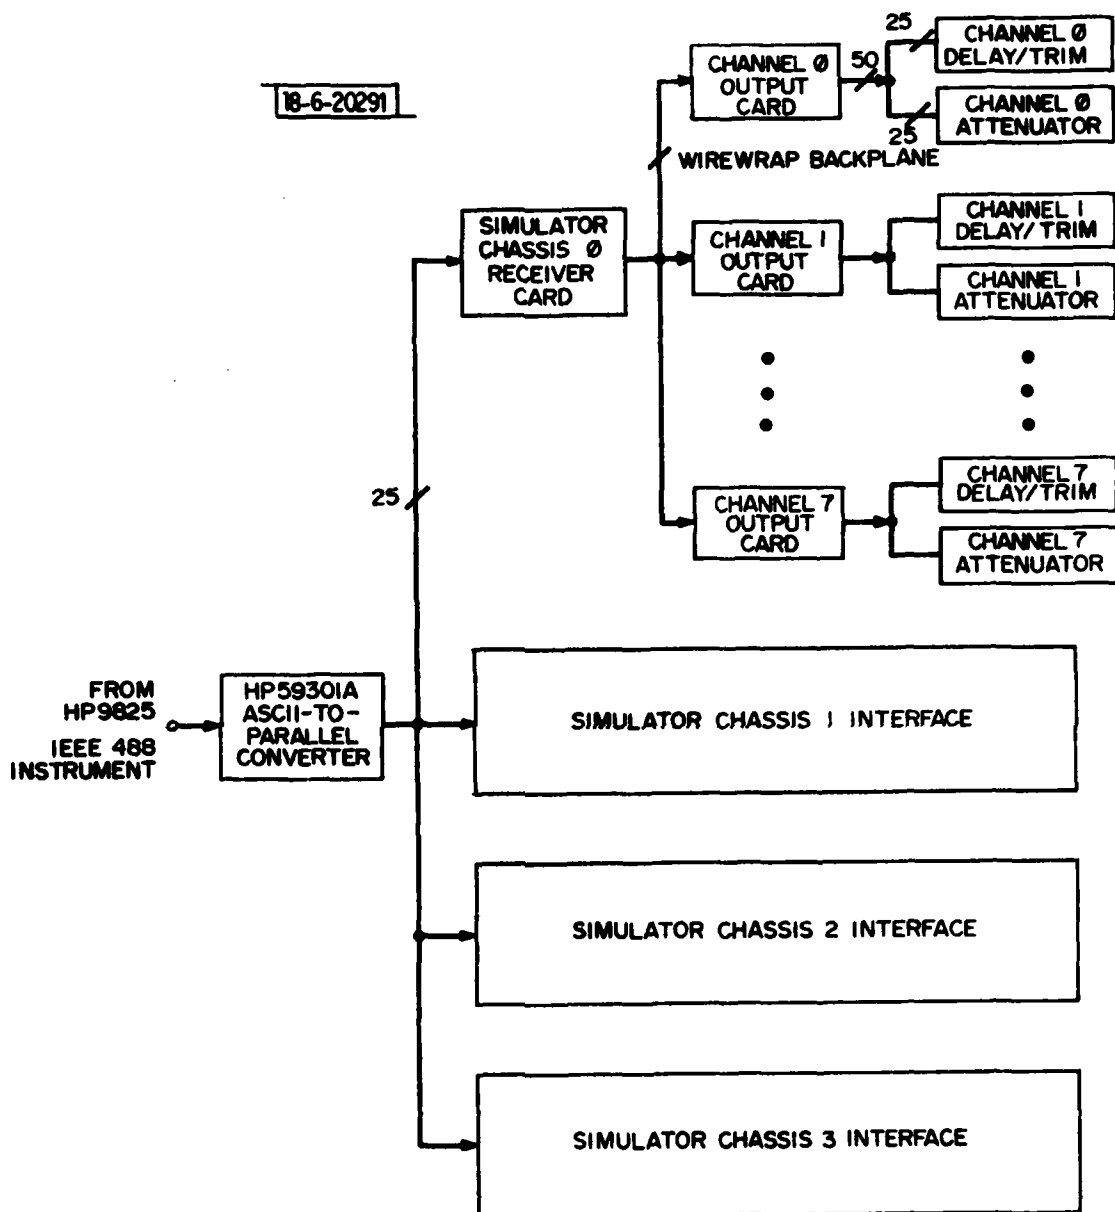 18-6-20291
25
CHANNEL Ø
DELAY/TRIM
CHANNEL Ø
OUTPUT
CARD
50
CHANNEL Ø
ATTENUATOR
25
WIREWRAP BACKPLANE
SIMULATOR
CHASSIS Ø
RECEIVER
CARD
CHANNEL 1
OUTPUT
CARD
CHANNEL 1
DELAY/TRIM
CHANNEL 1
ATTENUATOR
25
CHANNEL 7
OUTPUT
CARD
CHANNEL 7
DELAY/TRIM
CHANNEL 7
ATTENUATOR
FROM
HP9825
IEEE 488
INSTRUMENT
HP59301A
ASCII-TO-
PARALLEL
CONVERTER
SIMULATOR CHASSIS 1 INTERFACE
SIMULATOR CHASSIS 2 INTERFACE
SIMULATOR CHASSIS 3 INTERFACE